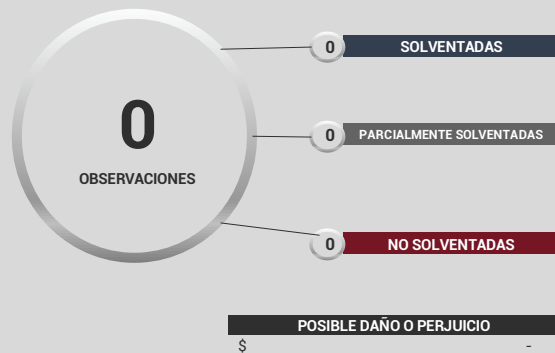 0
OBSERVACIONES
0 SOLVENTADAS
0 PARCIALMENTE SOLVENTADAS
0 NO SOLVENTADAS
POSIBLE DAÑO O PERJUICIO
$ -